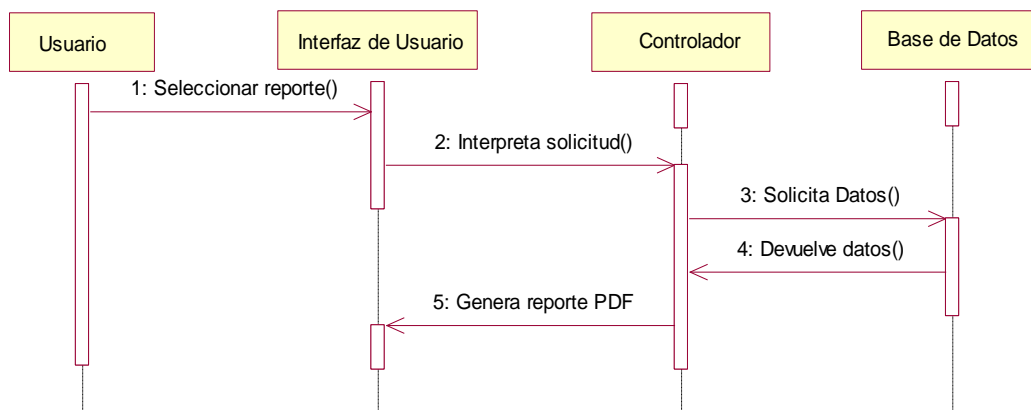 Usuario
Interfaz de Usuario
Controlador
Base de Datos
1: Seleccionar reporte()
2: Interpreta solicitud()
3: Solicita Datos()
4: Devuelve datos()
5: Genera reporte PDF